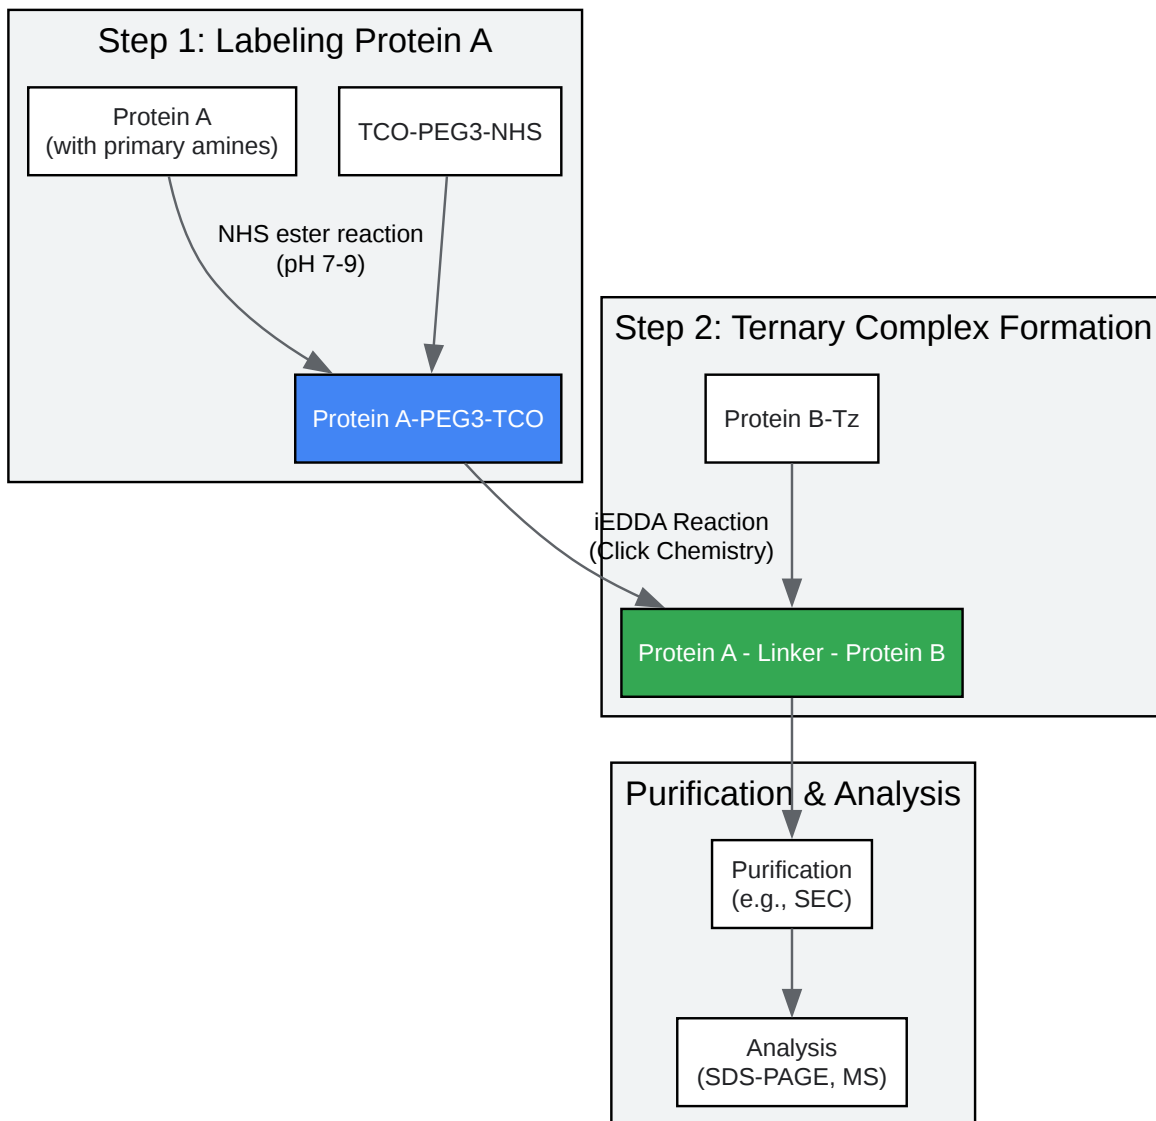 Step 1: Labeling Protein A
Protein A
(with primary amines)
TCO-PEG3-NHS
NHS ester reaction
(pH 7-9)
Protein A-PEG3-TCO
Step 2: Ternary Complex Formation
Protein B-Tz
iEDDA Reaction
(Click Chemistry)
Protein A - Linker - Protein B
Purification & Analysis
Purification
(e.g., SEC)
Analysis
(SDS-PAGE, MS)